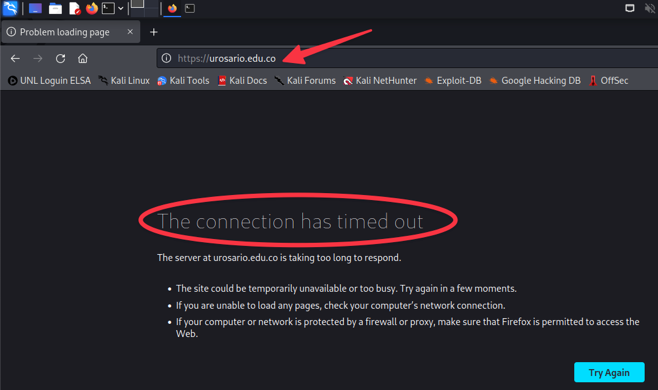 Problem loading page
https://urosario.edu.co
UNL Loguin ELSA Kali Linux Kali Tools Kali Docs Kali Forums Kali NetHunter Exploit-DB Google Hacking DB OffSec
The connection has timed out
The server at urosario.edu.co is taking too long to respond.
The site could be temporarily unavailable or too busy. Try again in a few moments.
If you are unable to load any pages, check your computer's network connection.
If your computer or network is protected by a firewall or proxy, make sure that Firefox is permitted to access the
Web.
Try Again